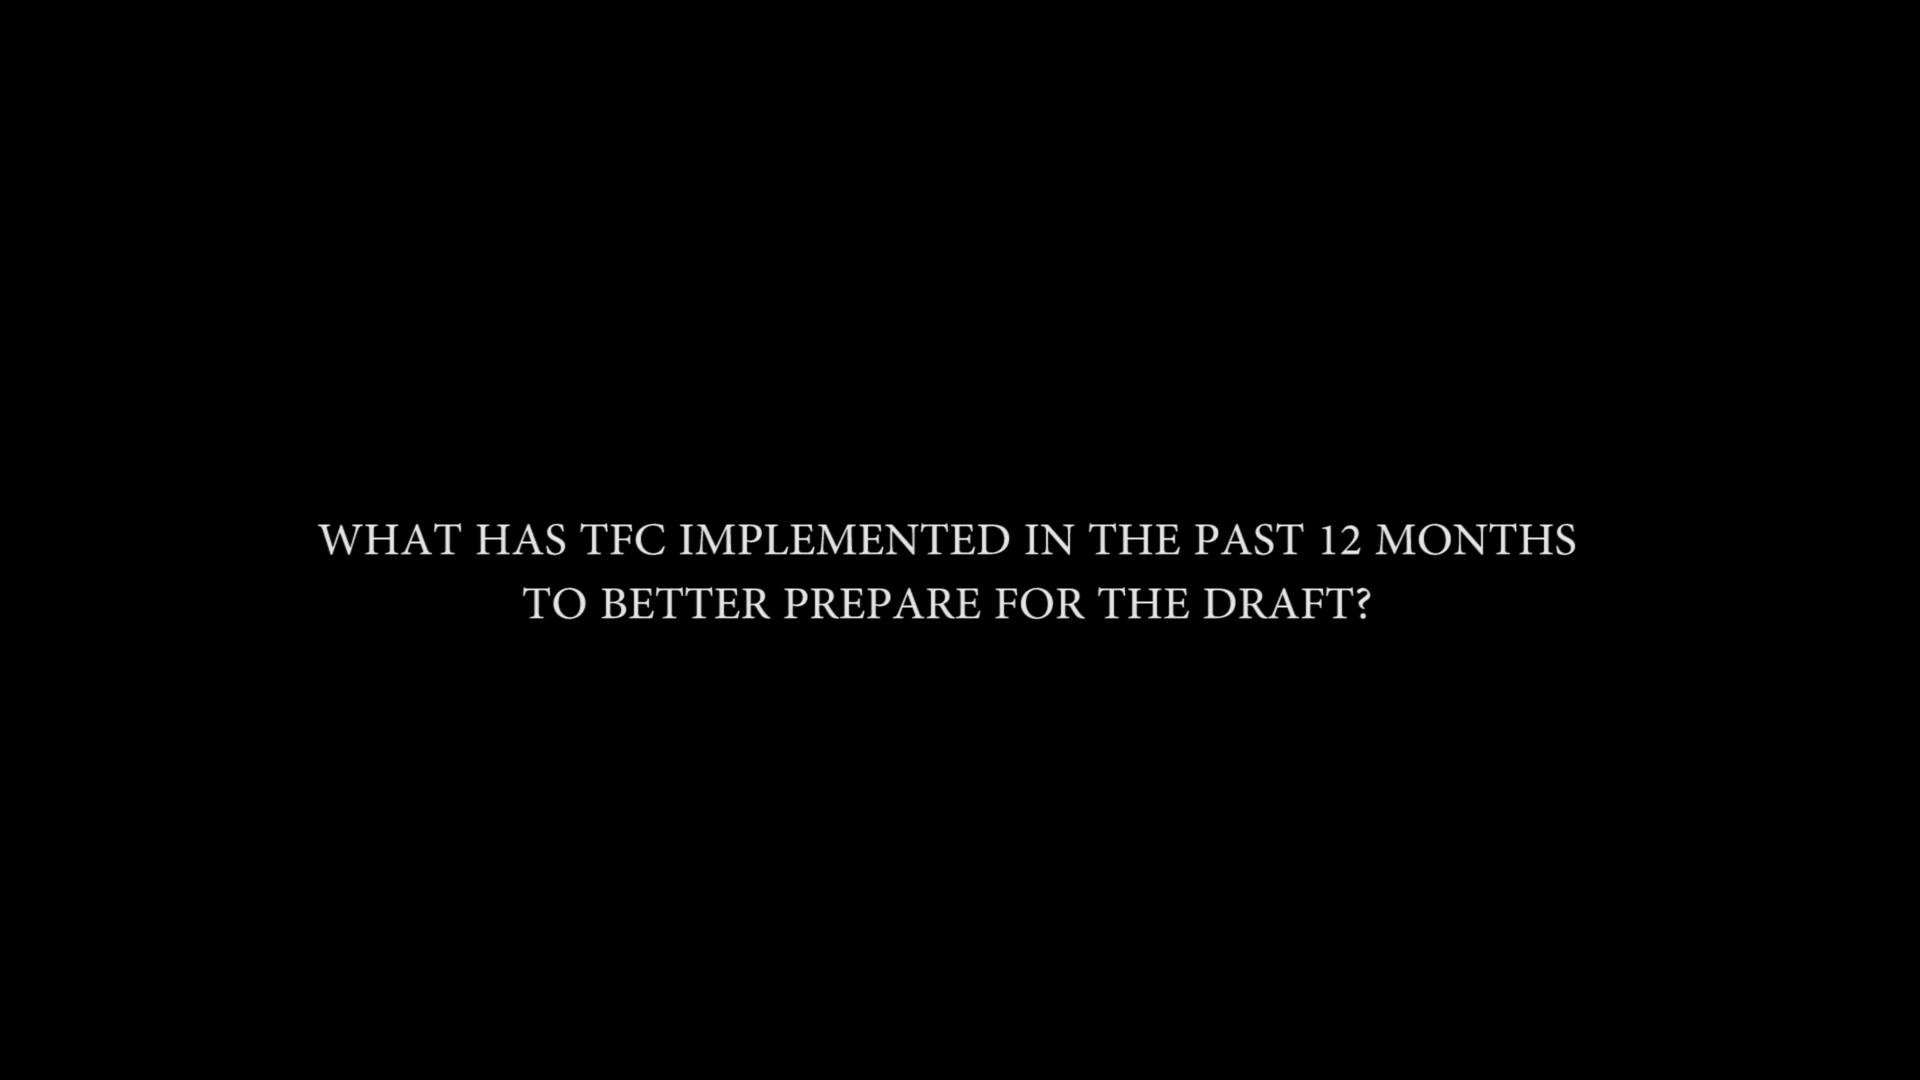 WHAT HAS TFC IMPLEMENTED IN THE PAST 12 MONTHS
TO BETTER PREPARE FOR THE DRAFT?